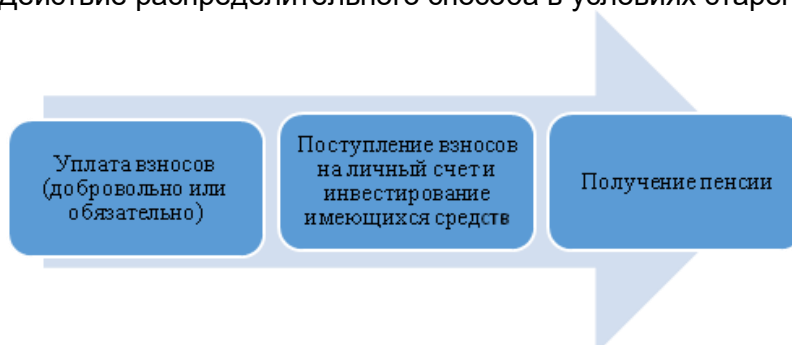 действие распределительного способа в условиях
Уплата взносов
(добровольно или
обязательно)
Поступление взносов
на личный счет и
инвестирование
имеющихся средств
Получение пенсии